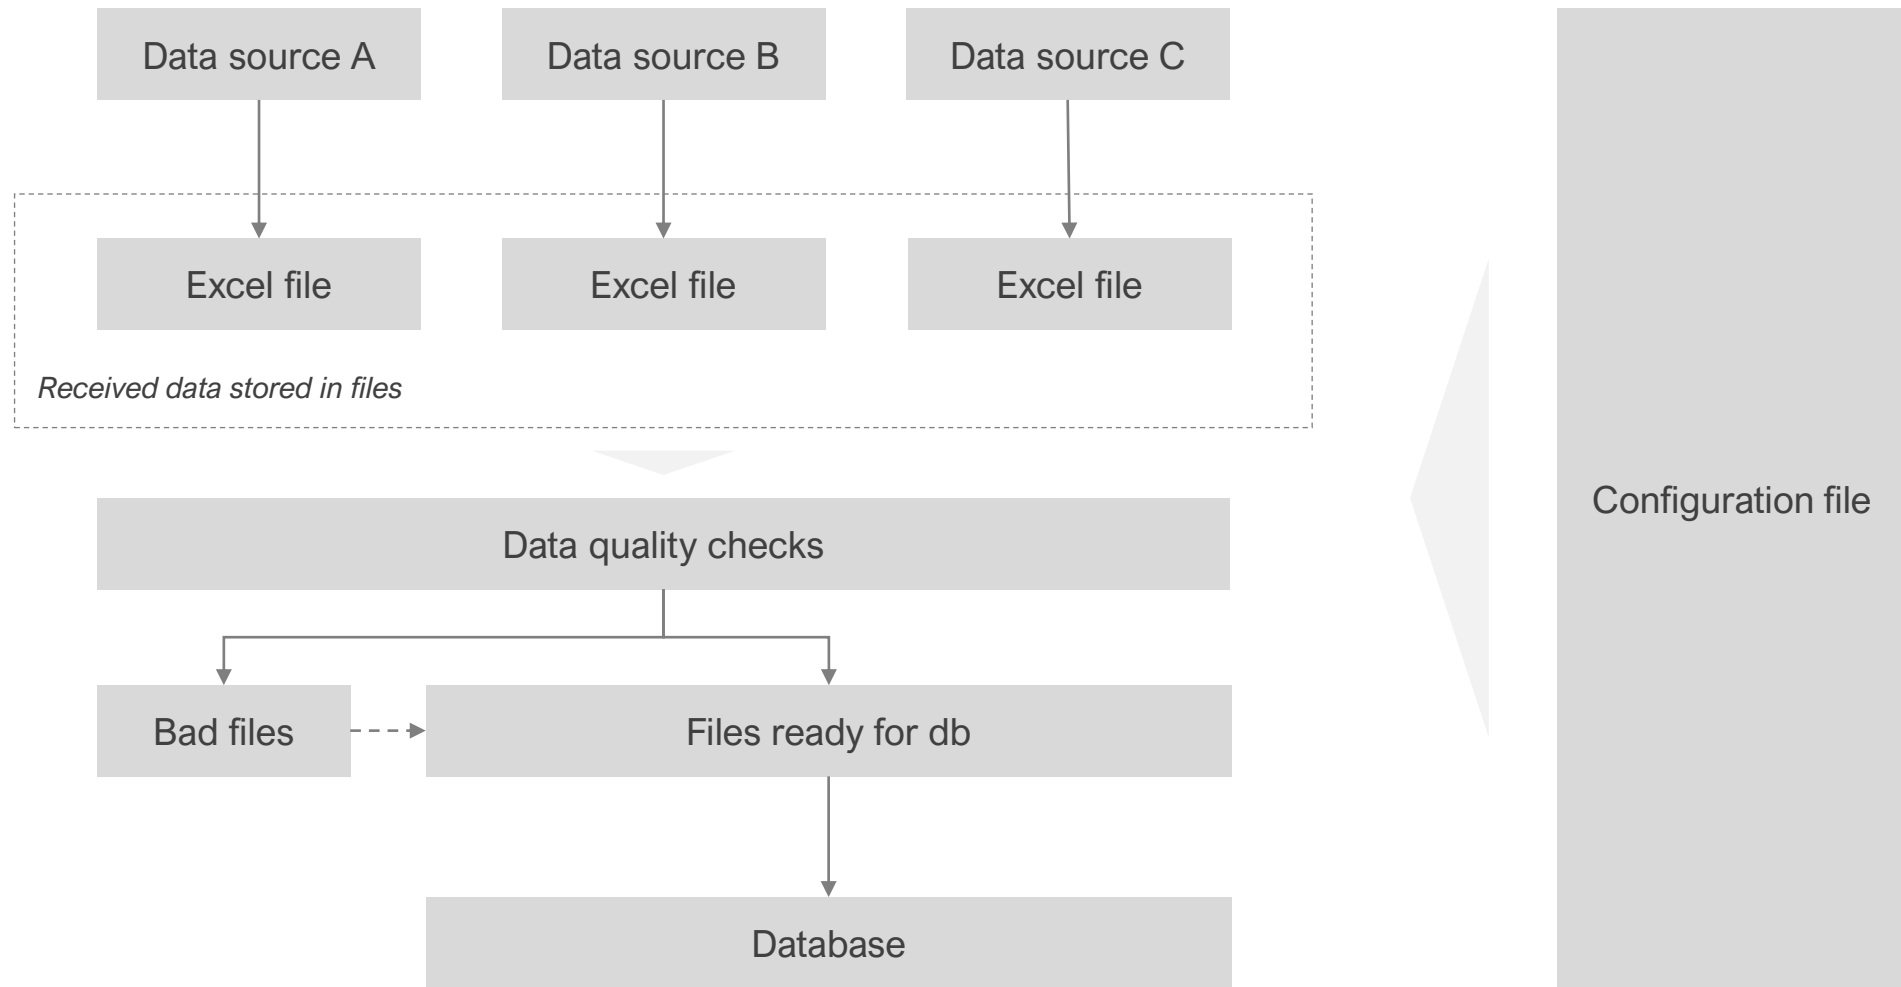 Data source A
Data source B
Data source C
Excel file
Excel file
Excel file
Received data stored in files
Configuration file
Data quality checks
Bad files
Files ready for db
Database